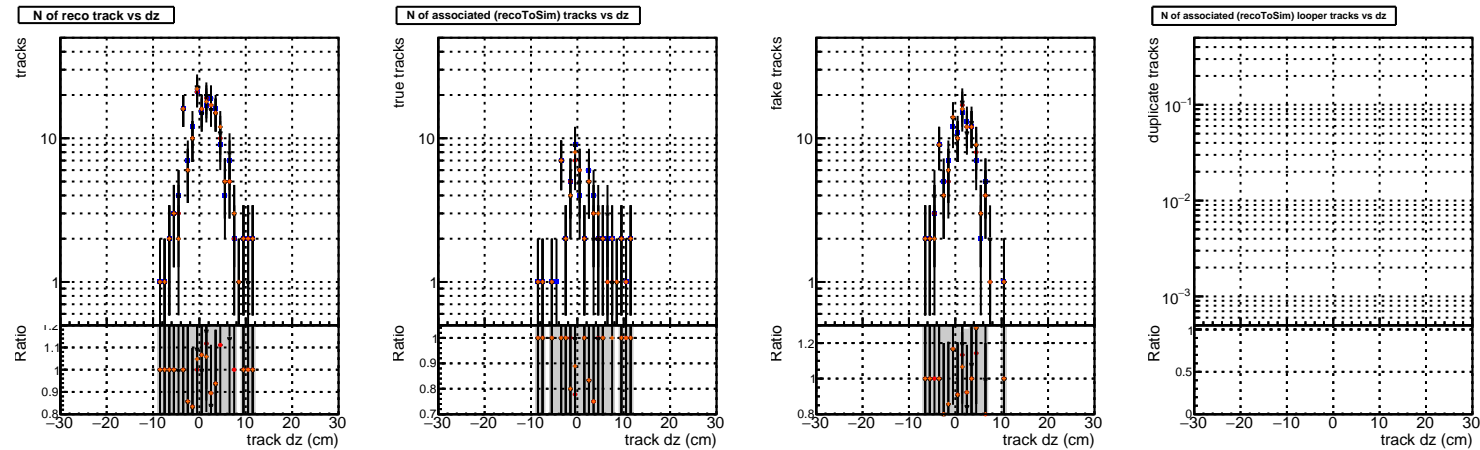 N of reco track vs dz
tracks
10
1
Ratio
1.2
1.1
1
0.9
0.8
−30 −20 −10 0 10 20 30
track dz (cm)
N of associated (recoToSim) tracks vs dz
true tracks
10
1
Ratio
1
0.9
0.8
0.7
−30 −20 −10 0 10 20 30
track dz (cm)
fake tracks
10
1
Ratio
1.2
1
0.8
−30 −20 −10 0 10 20 30
track dz (cm)
N of associated (recoToSim) looper tracks vs dz
duplicate tracks
10−1
10−2
10−3
Ratio
1
0.5
0
−30 −20 −10 0 10 20 30
track dz (cm)